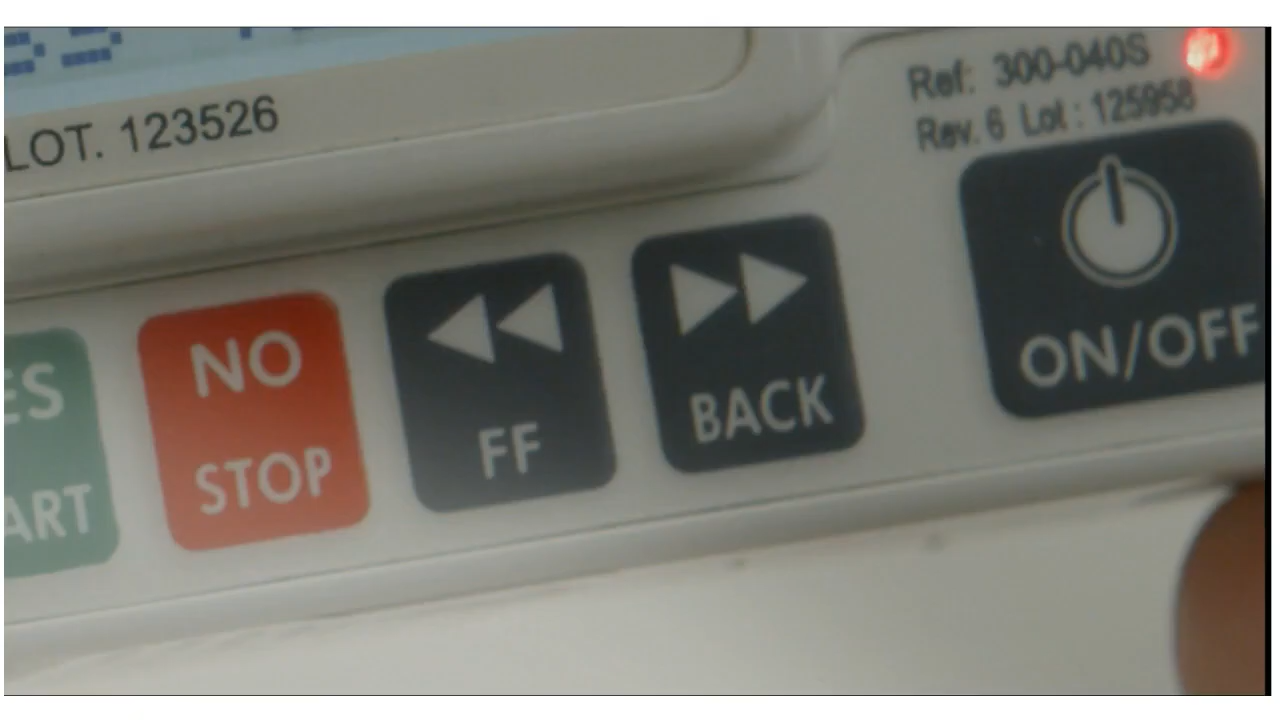 LOT. 123526
Ref: 300-040S
Rev. 6 Lot : 125958
ES
ART
NO
STOP
FF
BACK
ON/OFF